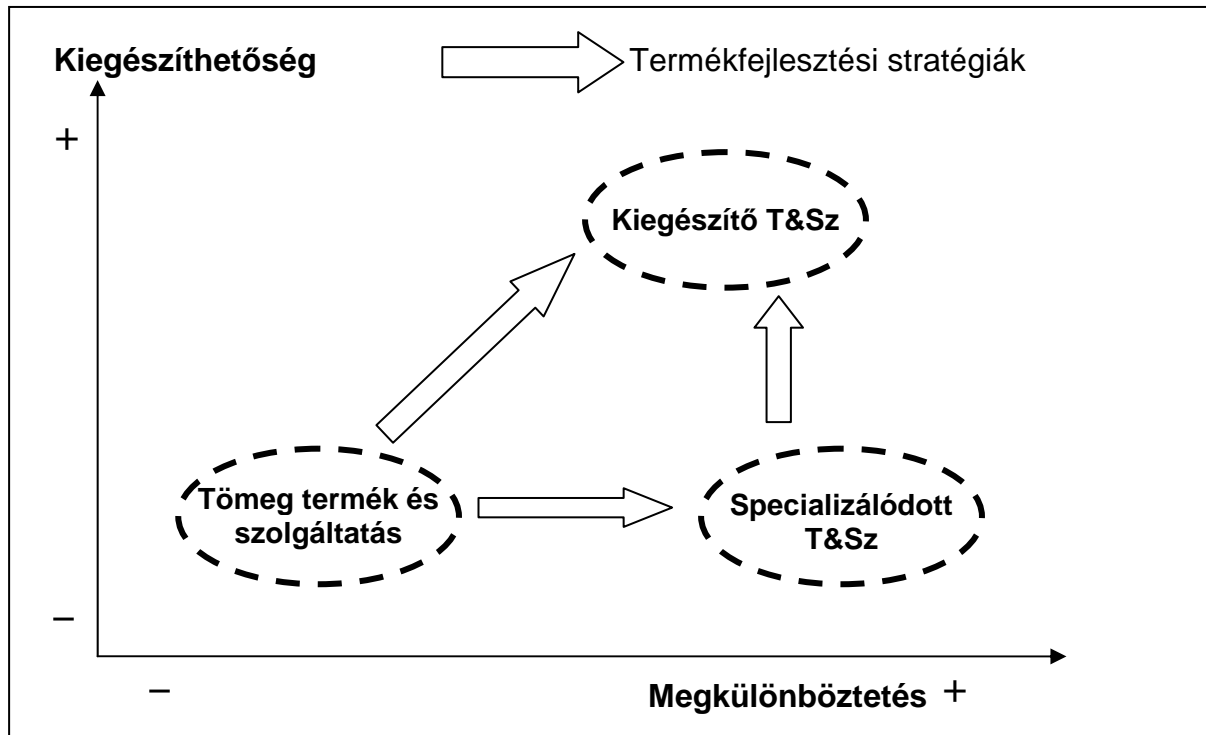 Kiegészíthetőség
Termékfejlesztési stratégiák
+
Kiegészítő T&Sz
Tömeg termék és
szolgáltatás
Specializálódott
T&Sz
–
–
Megkülönböztetés +